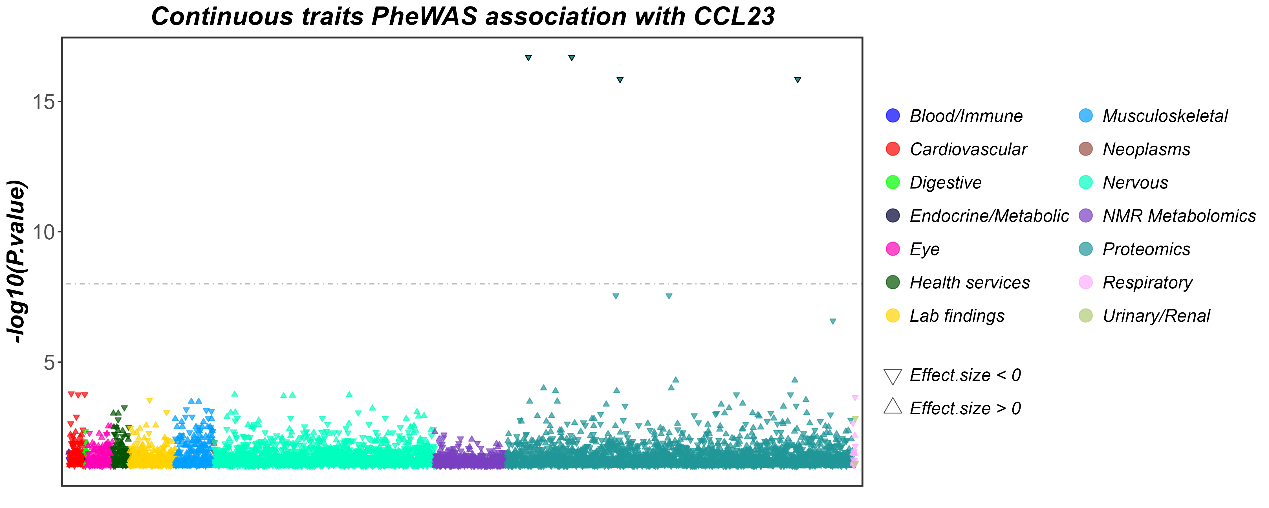 Continuous traits PheWAS association with CCL23
-log10(P.value)
15
10
5
Blood/Immune
Cardiovascular
Digestive
Endocrine/Metabolic
Eye
Health services
Lab findings
Musculoskeletal
Neoplasms
Nervous
NMR Metabolomics
Proteomics
Respiratory
Urinary/Renal
Effect.size < 0
Effect.size > 0